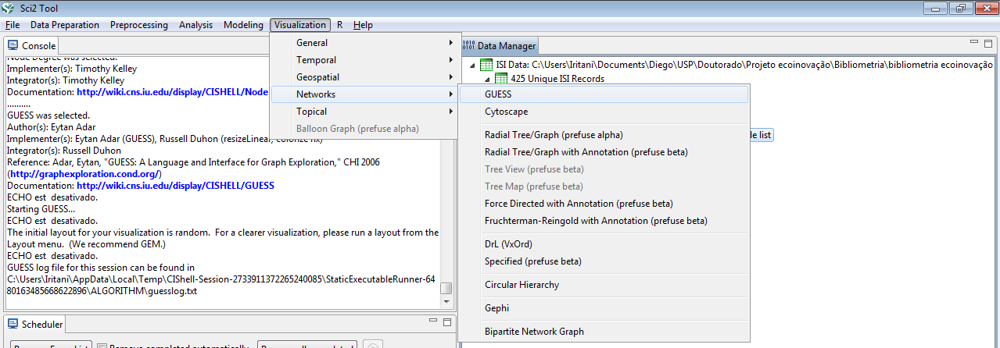 Sci2 Tool
File Data Preparation Preprocessing Analysis Modeling Visualization R Help
Console
Node Degree was selected.
Implementer(s): Timothy Kelley
Integrator(s): Timothy Kelley
Documentation: http://wiki.cns.iu.edu/display/CISHELL/Node
..........
GUESS was selected.
Author(s): Eytan Adar
Implementer(s): Eytan Adar (GUESS), Russell Duhon (resizeLinear, colorize fix)
Integrator(s): Russell Duhon
Reference: Adar, Eytan, "GUESS: A Language and Interface for Graph Exploration," CHI 2006
(http://graphexploration.cond.org/)
Documentation: http://wiki.cns.iu.edu/display/CISHELL/GUESS
ECHO est  desativado.
Starting GUESS...
ECHO est  desativado.
The initial layout for your visualization is random.  For a clearer visualization, please run a layout from the
Layout menu.  (We recommend GEM.)
ECHO est  desativado.
GUESS log file for this session can be found in
C:\Users\Iritani\AppData\Local\Temp\CIShell-Session-2733911372265240085\StaticExecutableRunner-64
80163485668622896\ALGORITHM\guesslog.txt
Scheduler
Remove completed automatically
General
Temporal
Geospatial
Networks
Topical
Balloon Graph (prefuse alpha)
Data Manager
ISI Data: C:\Users\Iritani\Documents\Diego\USP\Doutorado\Projeto ecoinovação\Bibliometria\bibliometria ecoinovação
425 Unique ISI Records
le list
GUESS
Cytoscape
Radial Tree/Graph (prefuse alpha)
Radial Tree/Graph with Annotation (prefuse beta)
Tree View (prefuse beta)
Tree Map (prefuse beta)
Force Directed with Annotation (prefuse beta)
Fruchterman-Reingold with Annotation (prefuse beta)
DrL (VxOrd)
Specified (prefuse beta)
Circular Hierarchy
Gephi
Bipartite Network Graph